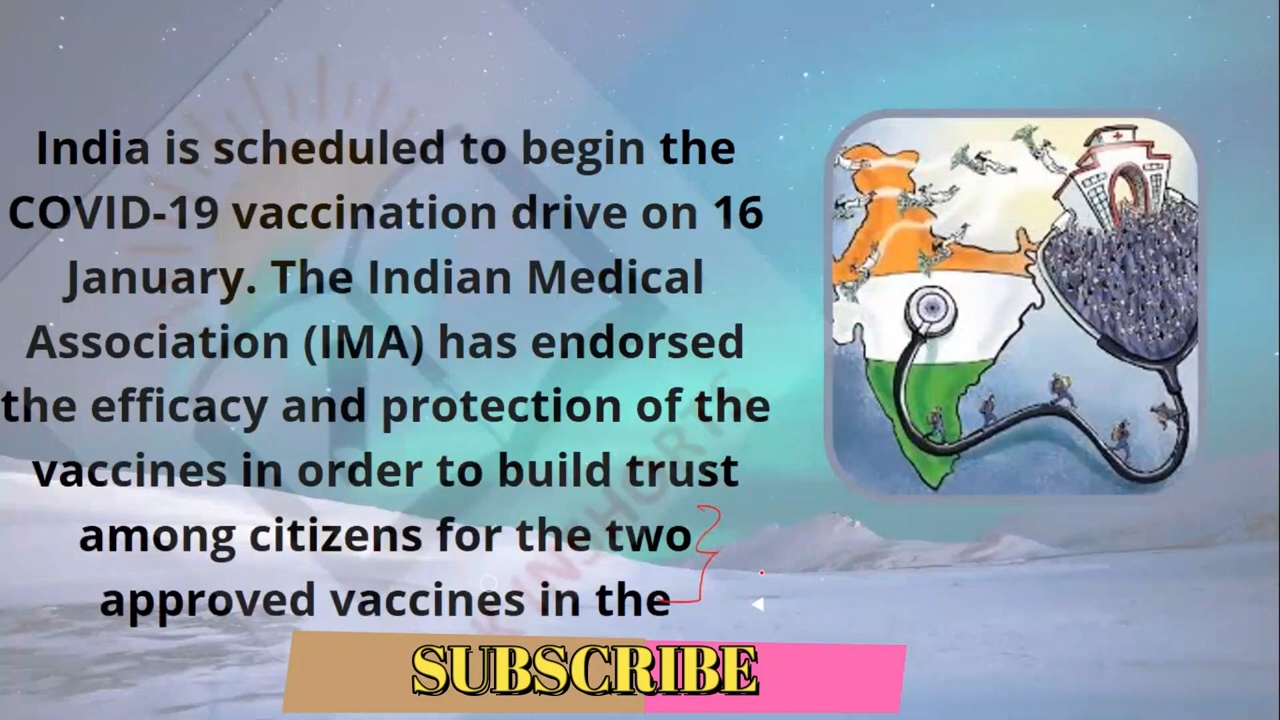 India is scheduled to begin the
COVID-19 vaccination drive on 16
January. The Indian Medical
Association (IMA) has endorsed
the efficacy and protection of the
vaccines in order to build trust
among citizens for the two
approved vaccines in the
SUBSCRIBE